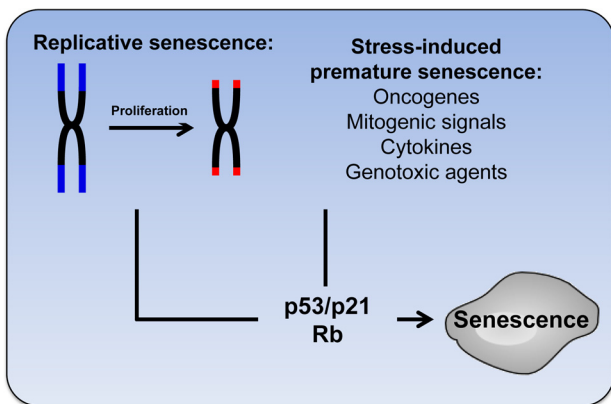 Replicative senescence:
Proliferation
Stress-induced
premature senescence:
Oncogenes
Mitogenic signals
Cytokines
Genotoxic agents
p53/p21
Rb
Senescence